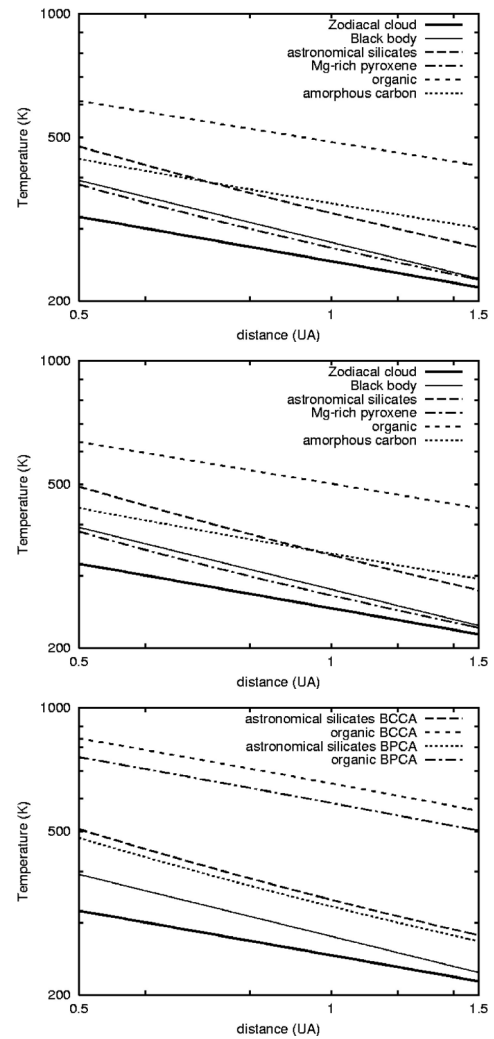 1000
Zodiacal cloud
Black body
astronomical silicates
Mg-rich pyroxene
organic
amorphous carbon
Temperature (K)
500
200
0.5
1
1.5
distance (UA)
1000
Zodiacal cloud
Black body
astronomical silicates
Mg-rich pyroxene
organic
amorphous carbon
Temperature (K)
500
200
0.5
1
1.5
distance (UA)
1000
astronomical silicates BCCA
organic BCCA
astronomical silicates BPCA
organic BPCA
Temperature (K)
500
200
0.5
1
1.5
distance (UA)